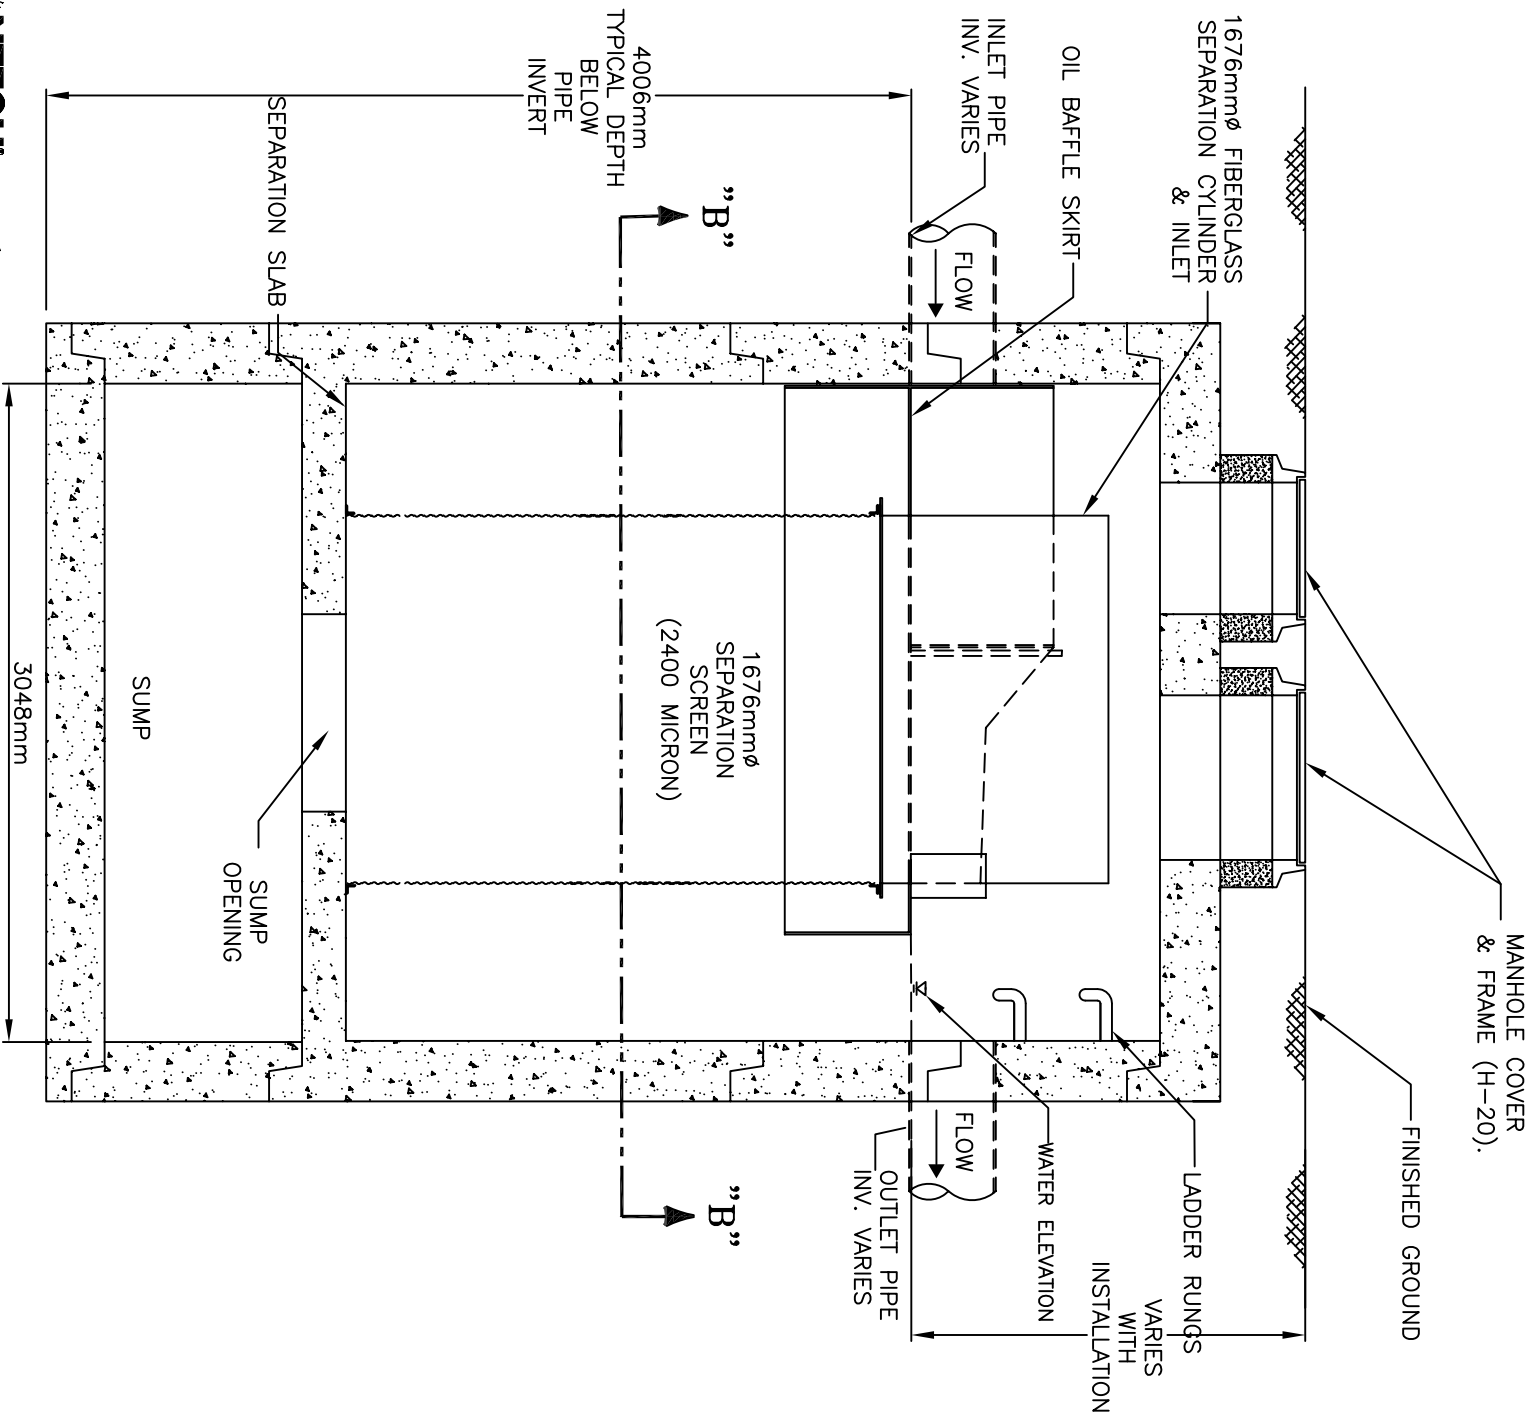 MANHOLE COVER
& FRAME (H-20).
FINISHED GROUND
1676mmø FIBERGLASS
SEPARATION CYLINDER
& INLET
LADDER RUNGS
VARIES
WITH
INSTALLATION
OIL BAFFLE SKIRT
WATER ELEVATION
INLET PIPE
INV. VARIES
FLOW
FLOW
OUTLET PIPE
INV. VARIES
1676mmø
SEPARATION
SCREEN
(2400 MICRON)
"B"
"B"
4006mm
TYPICAL DEPTH
BELOW
PIPE
INVERT
SEPARATION SLAB
SUMP
OPENING
SUMP
3048mm